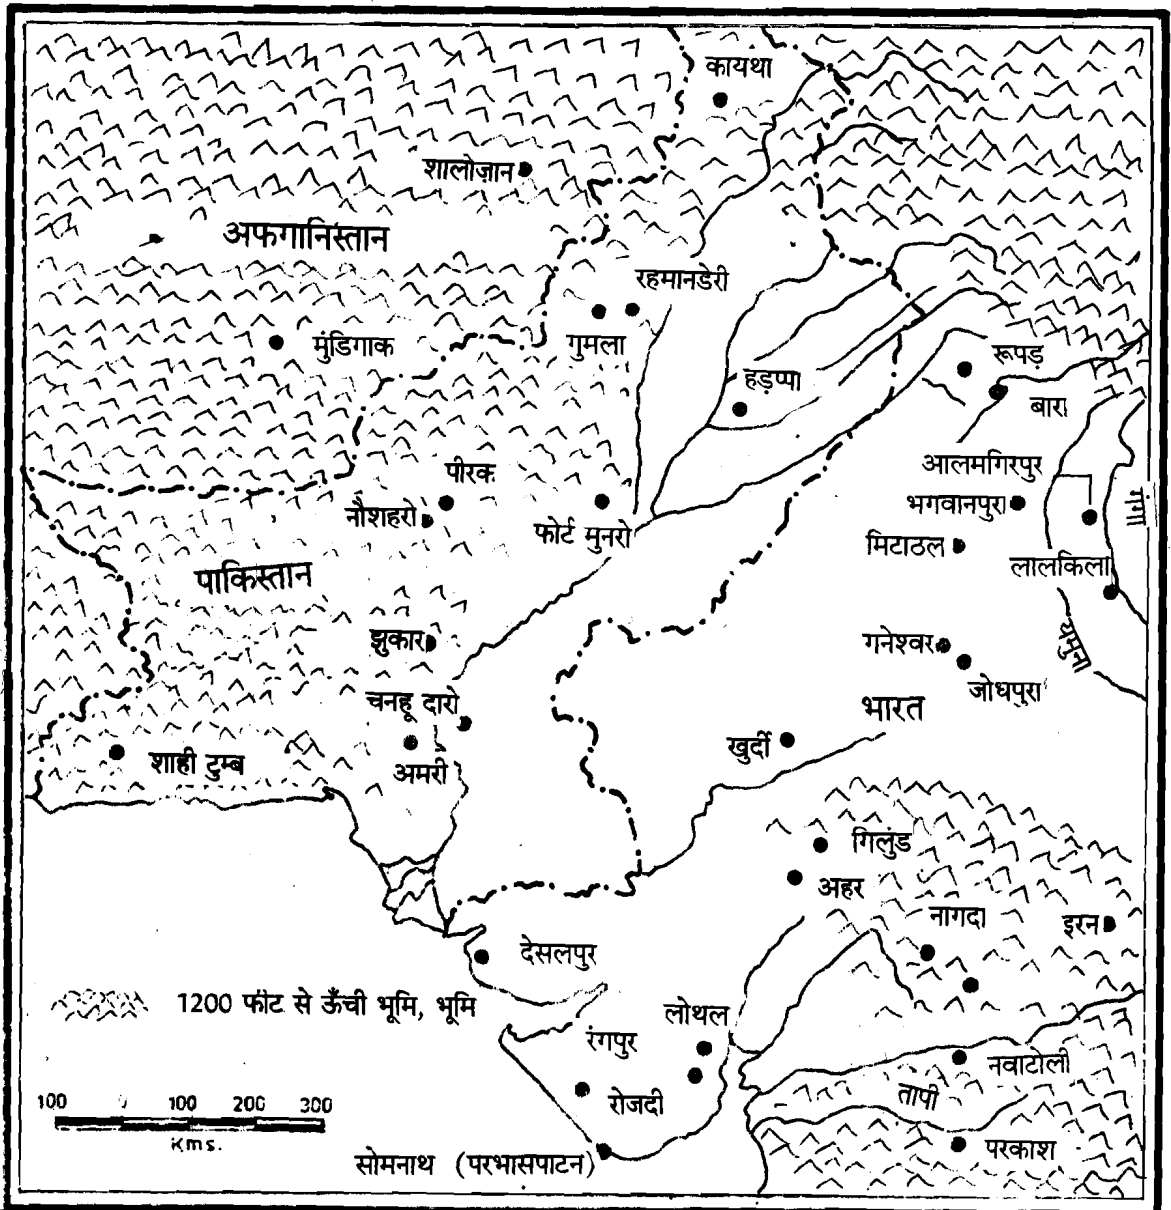 कायथा
शालोज़ान
अफगानिस्तान
रहमानडेरी
मुंडिगाक
गुमला
रूपड़
हड़प्पा
बारा
आलमगिरपुर
पीरक
भगवानपुरा
गंगा
नौशहरो
फोर्ट मुनरो
मिटाठल
लालकिला
पाकिस्तान
झुकार
गनेश्वर
यमुना
जोधपुरा
चनहू दारो
भारत
खुर्दी
शाही टुम्ब
अमरी
गिलुंड
अहर
नागदा
इरन
देसलपुर
1200 फीट से ऊँची भूमि, भूमि
लोथल
रंगपुर
नवाटोली
तापी
रोजदी
100 0 100 200 300
Kms.
परकाश
सोमनाथ (परभासपाटन)